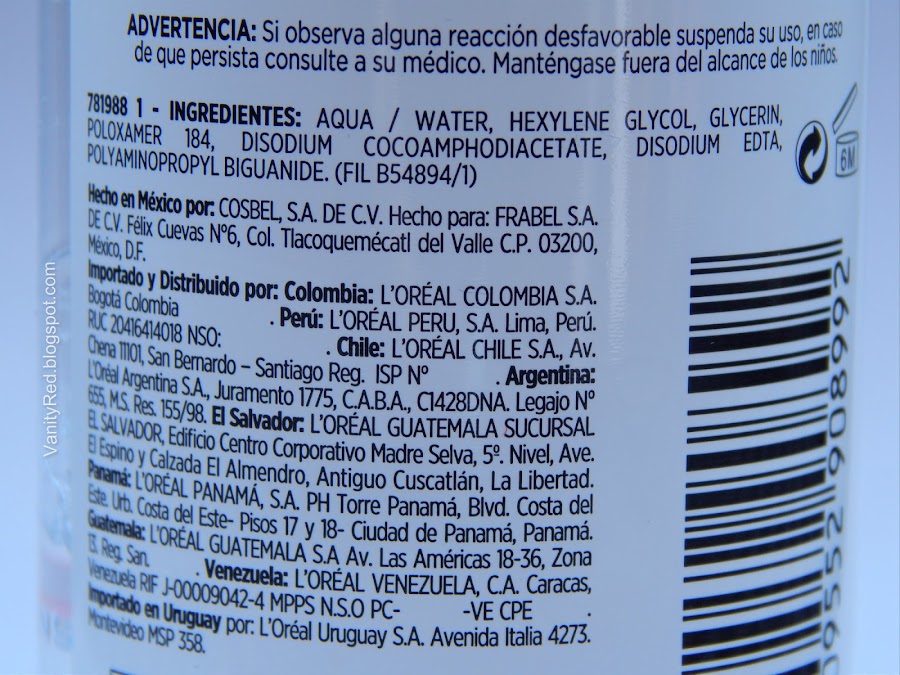 ADVERTENCIA: Si observa alguna reacción desfavorable suspenda su uso, en caso
de que persista consulte a su médico. Manténgase fuera del alcance de los niños.
781988 1 - INGREDIENTES: AQUA / WATER, HEXYLENE GLYCOL, GLYCERIN,
POLOXAMER 184, DISODIUM COCOAMPHODIACETATE, DISODIUM EDTA,
POLYAMINOPROPYL BIGUANIDE. (FIL B54894/1)
6M
Hecho en México por: COSBEL, S.A. DE C.V. Hecho para: FRABEL S.A.
DE C.V. Félix Cuevas N°6, Col. Tlacoquemécatl del Valle C.P. 03200,
México, D.F.
Importado y Distribuido por: Colombia: L'ORÉAL COLOMBIA S.A.
Bogotá Colombia . Perú: L'ORÉAL PERU, S.A. Lima, Perú.
RUC 20416414018 NSO: . Chile: L'ORÉAL CHILE S.A., Av.
Chena 11101, San Bernardo – Santiago Reg. ISP N° . Argentina:
L'Oréal Argentina S.A., Juramento 1775, C.A.B.A., C1428DNA. Legajo N°
655, M.S. Res. 155/98. El Salvador: L'ORÉAL GUATEMALA SUCURSAL
EL SALVADOR, Edificio Centro Corporativo Madre Selva, 5º. Nivel, Ave.
El Espino y Calzada El Almendro, Antiguo Cuscatlán, La Libertad.
Panamá: L'ORÉAL PANAMÁ, S.A. PH Torre Panamá, Blvd. Costa del
Este. Urb. Costa del Este- Pisos 17 y 18- Ciudad de Panamá, Panamá.
Guatemala: L'ORÉAL GUATEMALA S.A Av. Las Américas 18-36, Zona
13. Reg. San. . Venezuela: L'ORÉAL VENEZUELA, C.A. Caracas,
Venezuela RIF J-00009042-4 MPPS N.S.O PC- -VE CPE .
Importado en Uruguay por: L'Oréal Uruguay S.A. Avenida Italia 4273.
Montevideo MSP 358.
VanityRed.blogspot.com